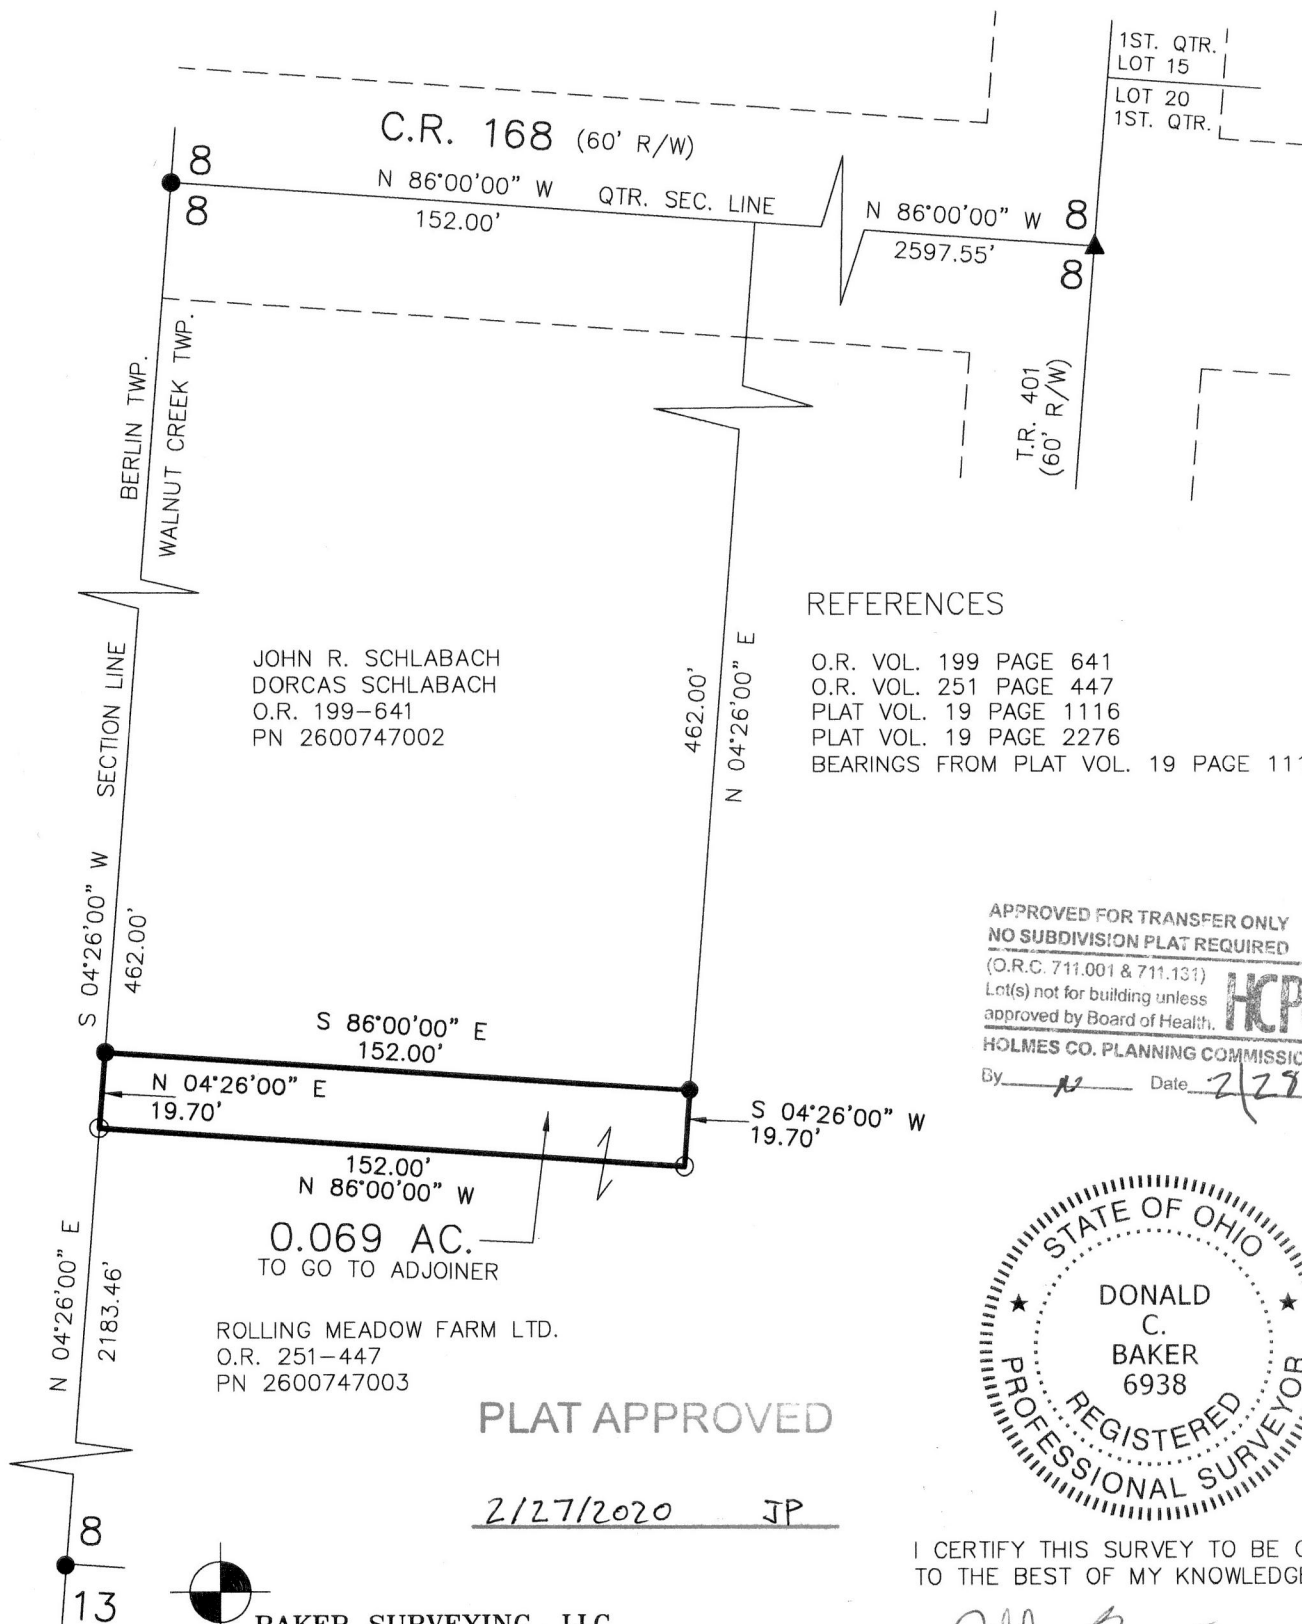 1ST. QTR.
LOT 15
LOT 20
1ST. QTR.
C.R. 168 (60' R/W)
8
8
N 86°00'00" W QTR. SEC. LINE
152.00'
N 86°00'00" W
2597.55'
8
8
BERLIN TWP.
WALNUT CREEK TWP.
T.R. 401
(60' R/W)
REFERENCES
O.R. VOL. 199 PAGE 641
O.R. VOL. 251 PAGE 447
PLAT VOL. 19 PAGE 1116
PLAT VOL. 19 PAGE 2276
BEARINGS FROM PLAT VOL. 19 PAGE
JOHN R. SCHLABACH
DORCAS SCHLABACH
O.R. 199-641
PN 2600747002
462.00'
N 04°26'00" E
S 04°26'00" W SECTION LINE
462.00'
APPROVED FOR TRANSFER ONLY
NO SUBDIVISION PLAT REQUIRED
(O.R.C. 711.001 & 711.131)
Lot(s) not for building unless
approved by Board of Health.
HCP
HOLMES CO. PLANNING
By Date 2/28
S 86°00'00" E
152.00'
N 04°26'00" E
19.70'
S 04°26'00" W
19.70'
152.00'
N 86°00'00" W
0.069 AC.
TO GO TO ADJOINER
N 04°26'00" E
2183.46'
ROLLING MEADOW FARM LTD.
O.R. 251-447
PN 2600747003
PLAT APPROVED
2/27/2020 JP
STATE OF OHIO
DONALD
C.
BAKER
6938
REGISTERED
PROFESSIONAL SURVEYOR
I CERTIFY THIS SURVEY TO BE
TO THE BEST OF MY KNOWLEDGE
8
13
BAKER SURVEYING, LLC